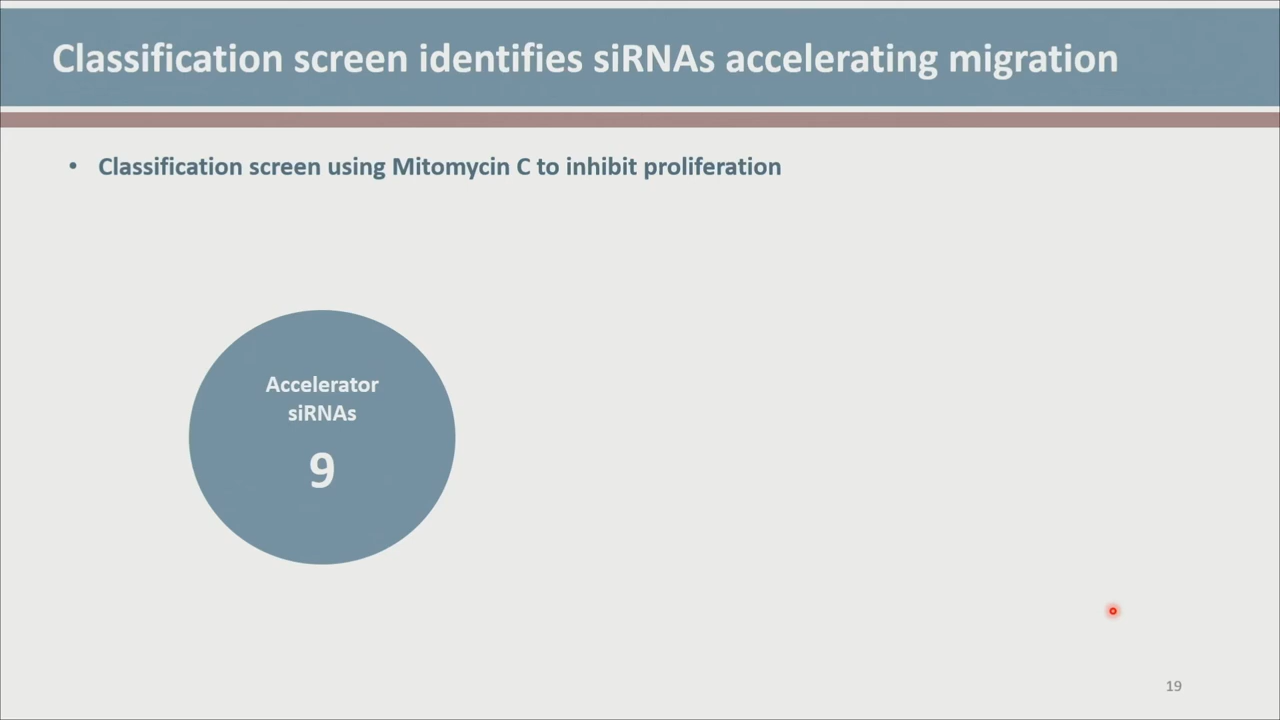 Classification screen identifies siRNAs accelerating migration
• Classification screen using Mitomycin C to inhibit proliferation
Accelerator
siRNAs
9
19